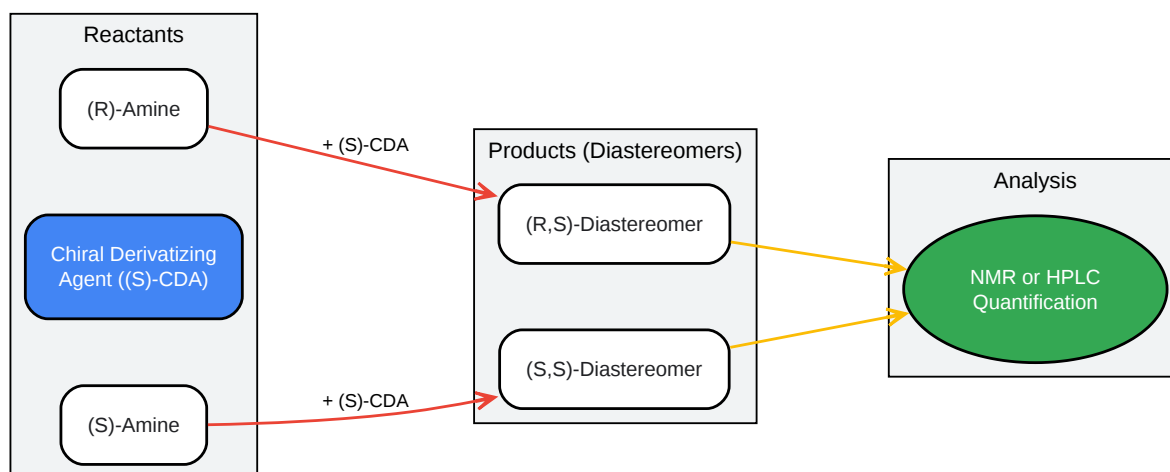 Reactants
(R)-Amine
Chiral Derivatizing
Agent ((S)-CDA)
(S)-Amine
+ (S)-CDA
+ (S)-CDA
Products (Diastereomers)
(R,S)-Diastereomer
(S,S)-Diastereomer
Analysis
NMR or HPLC
Quantification